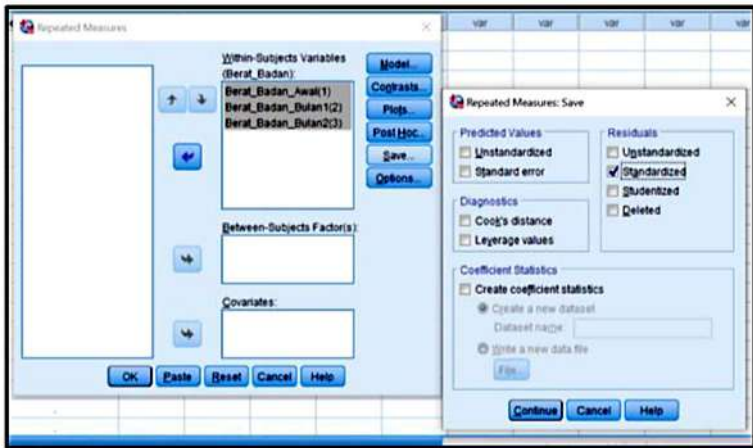 var var var var var
Repeated Measures
Within-Subjects Variables
(Berat_Badan):
Berat_Badan_Awal(1)
Berat_Badan_Bulan1(2)
Berat_Badan_Bulan2(3)
Model...
Contrasts...
Plots...
Post Hoc...
Save...
Options...
Between-Subjects Factor(s):
Covariates:
OK Paste Reset Cancel Help
Repeated Measures: Save
Predicted Values
Unstandardized
Standard error
Diagnostics
Cook's distance
Leverage values
Residuals
Unstandardized
Standardized
Studentized
Deleted
Coefficient Statistics
Create coefficient statistics
Create a new dataset
Dataset name:
Write a new data file
File...
Continue Cancel Help